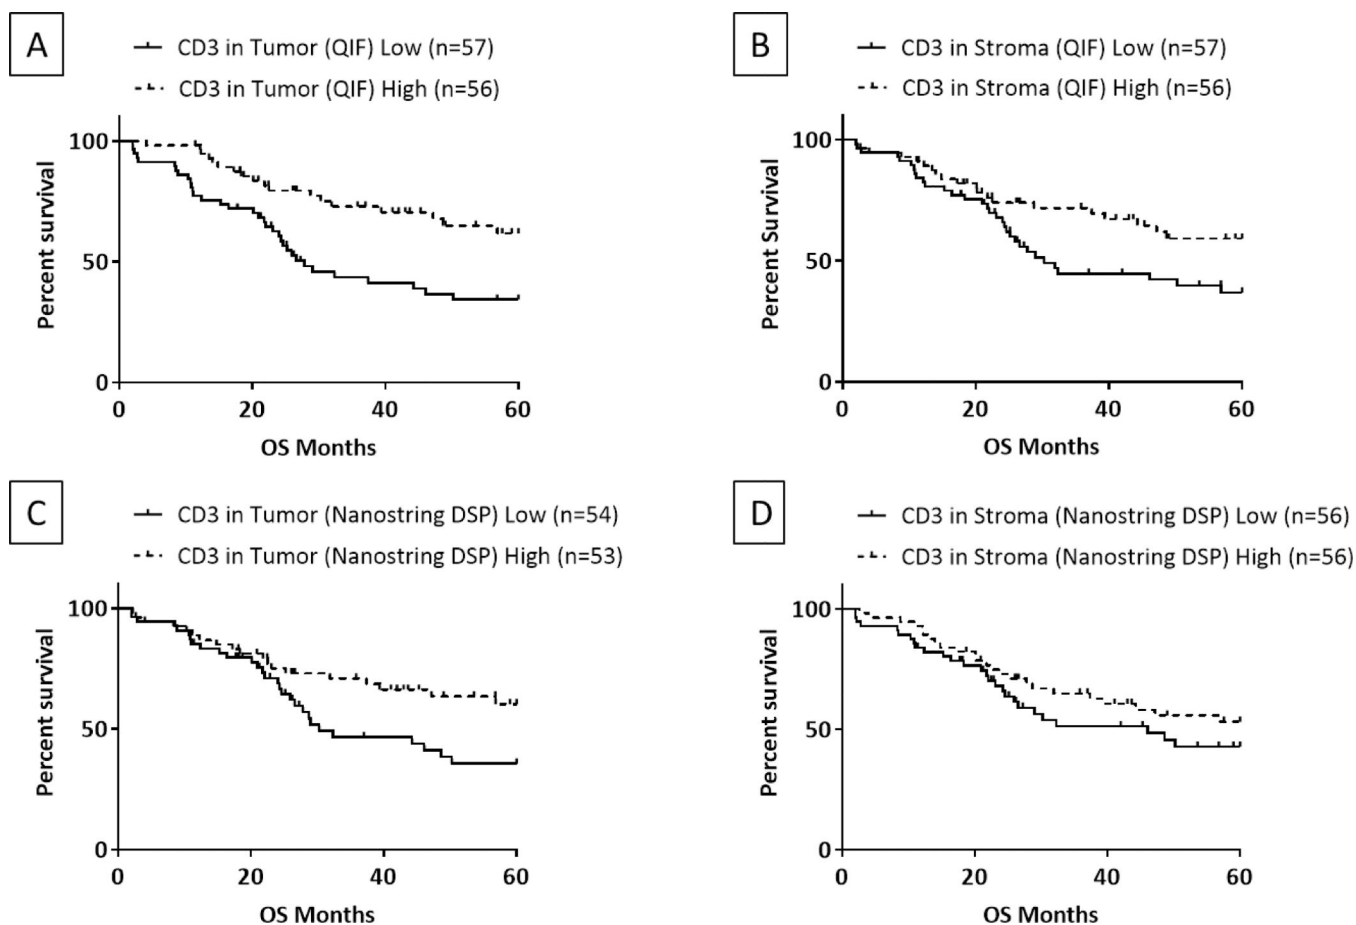 A
CD3 in Tumor (QIF) Low (n=57)
CD3 in Tumor (QIF) High (n=56)
Percent survival
100
50
0
0 20 40 60
OS Months
B
CD3 in Stroma (QIF) Low (n=57)
CD3 in Stroma (QIF) High (n=56)
Percent Survival
100
50
0
0 20 40 60
OS Months
C
CD3 in Tumor (Nanostring DSP) Low (n=54)
CD3 in Tumor (Nanostring DSP) High (n=53)
Percent survival
100
50
0
0 20 40 60
OS Months
D
CD3 in Stroma (Nanostring DSP) Low (n=56)
CD3 in Stroma (Nanostring DSP) High (n=56)
Percent survival
100
50
0
0 20 40 60
OS Months